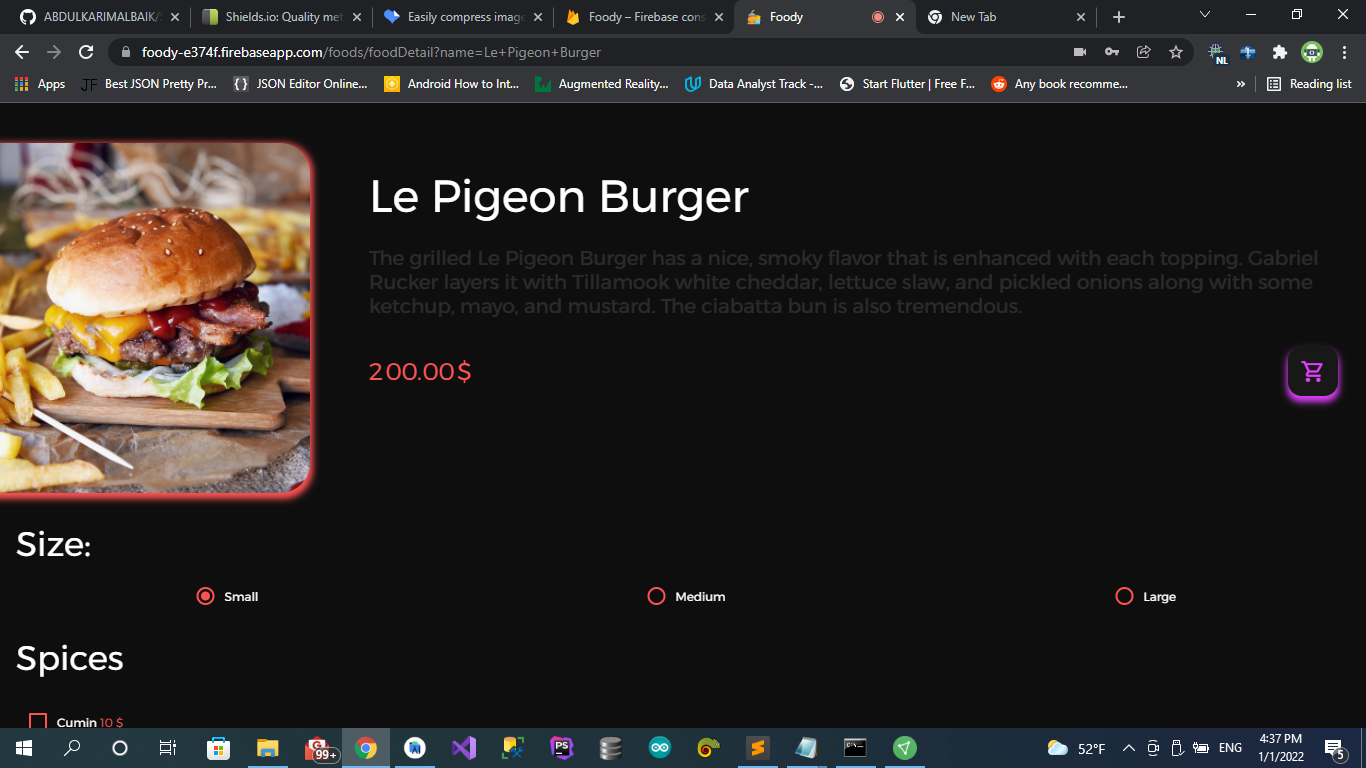 ABDULKARIMALBAIK/
Shields.io: Quality met
Easily compress image
Foody – Firebase cons
Foody
New Tab
foody-e374f.firebaseapp.com/foods/foodDetail?name=Le+Pigeon+Burger
NL
Apps
JF Best JSON Pretty Pr...
JSON Editor Online...
Android How to Int...
Augmented Reality...
Data Analyst Track -...
Start Flutter | Free F...
Any book recomme...
»
Reading list
Le Pigeon Burger
The grilled Le Pigeon Burger has a nice, smoky flavor that is enhanced with each topping. Gabriel
Rucker layers it with Tillamook white cheddar, lettuce slaw, and pickled onions along with some
ketchup, mayo, and mustard. The ciabatta bun is also tremendous.
200.00$
Size:
Small
Medium
Large
Spices
Cumin 10 $
99+
PS
52°F
ENG
4:37 PM
1/1/2022
5